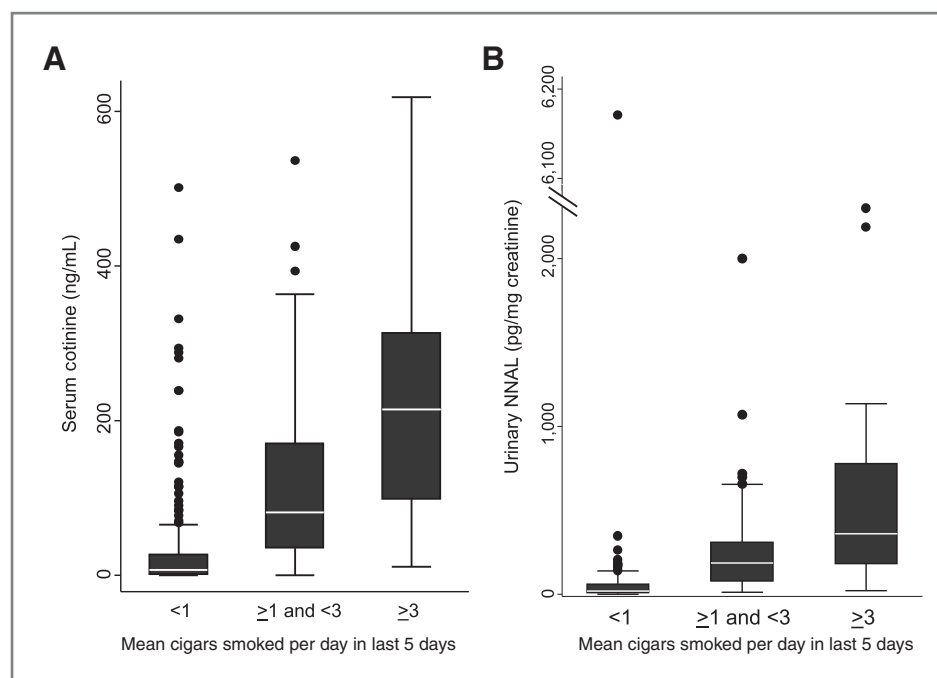 A
B
Serum cotinine (ng/mL)
600
400
200
0
<1
≥1 and <3
≥3
Mean cigars smoked per day in last 5 days
Urinary NNAL (pg/mg creatinine)
6,200
6,100
2,000
1,000
0
<1
≥1 and <3
≥3
Mean cigars smoked per day in last 5 days